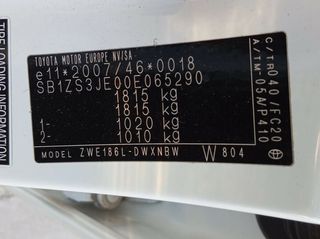 TIRE LOADING INFORMATION
TOYOTA MOTOR EUROPE NV/SA
e11*2007/46*0018
SB1ZS3JE00E065290
1815 kg
1815 kg
1- 1020 kg
2- 1010 kg
MODEL ZWE186L-DWXNBW W804
C/TR040/FC20
A/TM-05A/P410